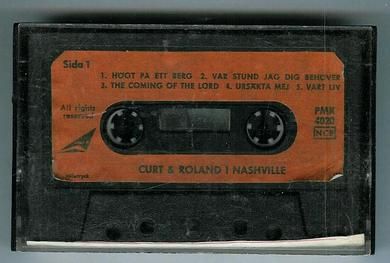 Sida 1
1. HÖGT PÅ ETT BERG 2. VAR STUND JAG DIG BEHÖVER
3. THE COMING OF THE LORD 4. URSÄKTA MEJ 5. VÅRT LIV
All rights
reserved
PMK
4020
NCB
CURT & ROLAND I NASHVILLE